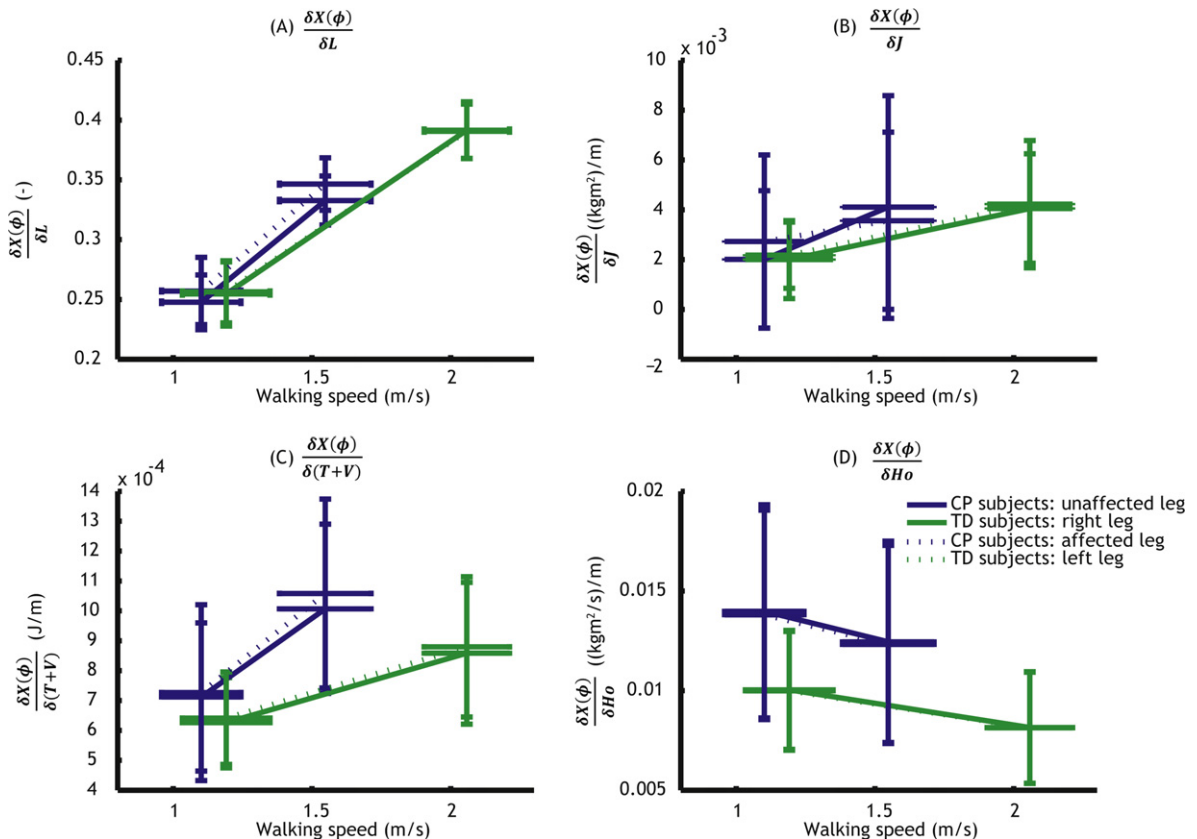 (A) δX(ϕ)/δL
0.45
0.4
0.35
0.3
0.25
0.2
δX(ϕ)/δL (-)
1 1.5 2
Walking speed (m/s)
(B) δX(ϕ)/δJ
x 10⁻³
10
8
6
4
2
0
−2
δX(ϕ)/δJ ((kgm²)/m)
1 1.5 2
Walking speed (m/s)
(C) δX(ϕ)/δ(T+V)
x 10⁻⁴
14
13
12
11
10
9
8
7
6
5
4
δX(ϕ)/δ(T+V) (J/m)
1 1.5 2
Walking speed (m/s)
(D) δX(ϕ)/δHo
0.02
0.015
0.01
0.005
δX(ϕ)/δHo ((kgm²/s)/m)
CP subjects: unaffected leg
TD subjects: right leg
CP subjects: affected leg
TD subjects: left leg
1 1.5 2
Walking speed (m/s)